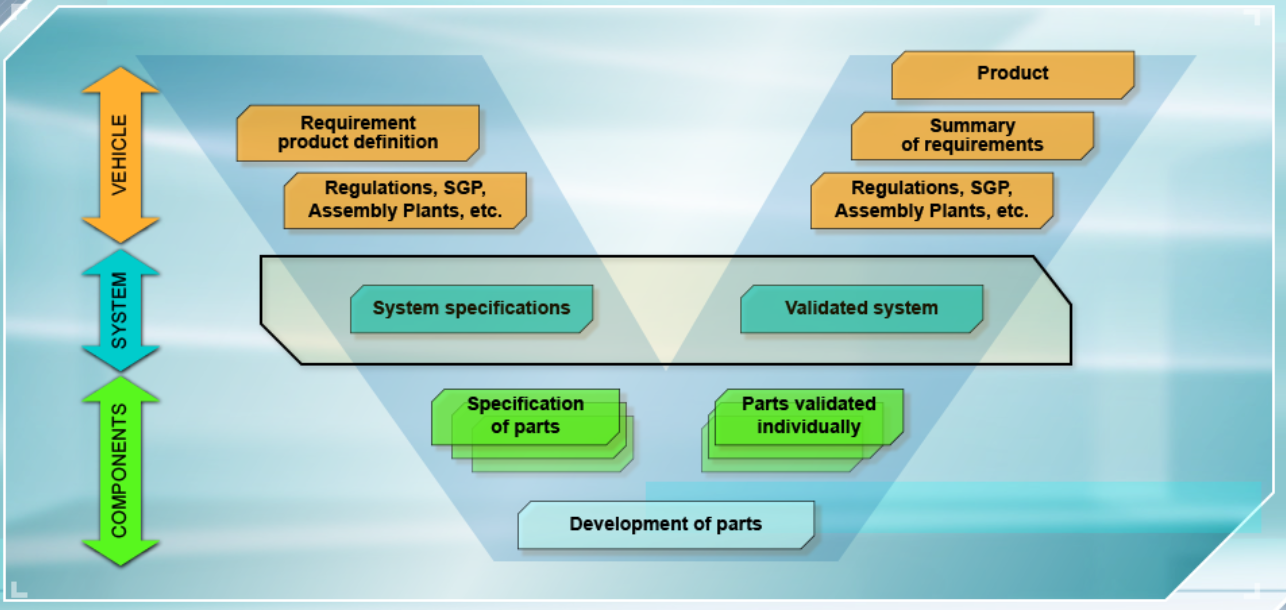 VEHICLE
SYSTEM
COMPONENTS
Requirement
product definition
Regulations, SGP,
Assembly Plants, etc.
System specifications
Specification
of parts
Development of parts
Product
Summary
of requirements
Regulations, SGP,
Assembly Plants, etc.
Validated system
Parts validated
individually